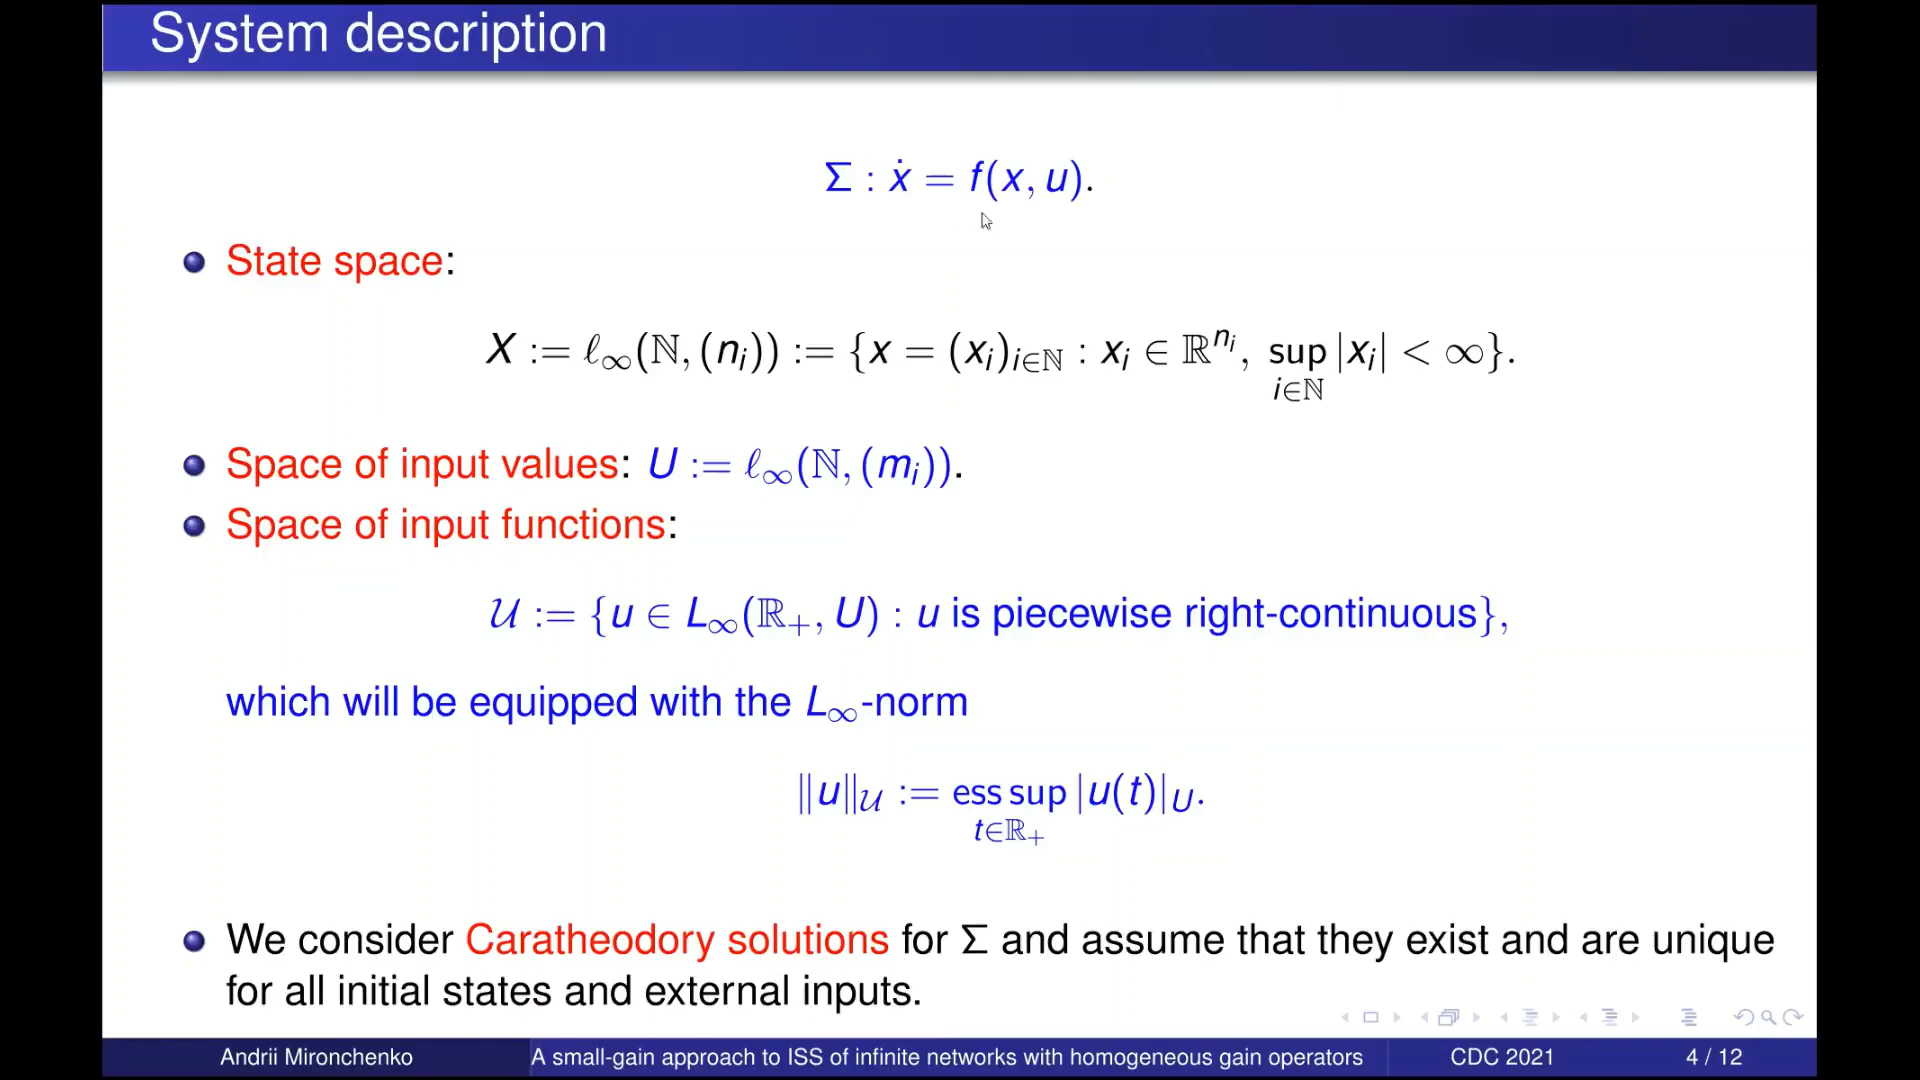 System description
Σ : ẋ = f(x, u).
State space:
X := ℓ∞(ℕ, (nᵢ)) := {x = (xᵢ)ᵢ∈ℕ : xᵢ ∈ ℝⁿⁱ, sup |xᵢ| < ∞}.
i∈ℕ
Space of input values: U := ℓ∞(ℕ, (mᵢ)).
Space of input functions:
𝒰 := {u ∈ L∞(ℝ₊, U) : u is piecewise right-continuous},
which will be equipped with the L∞-norm
‖u‖𝒰 := ess sup |u(t)|U.
t∈ℝ₊
We consider Caratheodory solutions for Σ and assume that they exist and are unique
for all initial states and external inputs.
Andrii Mironchenko A small-gain approach to ISS of infinite networks with homogeneous gain operators CDC 2021 4 / 12